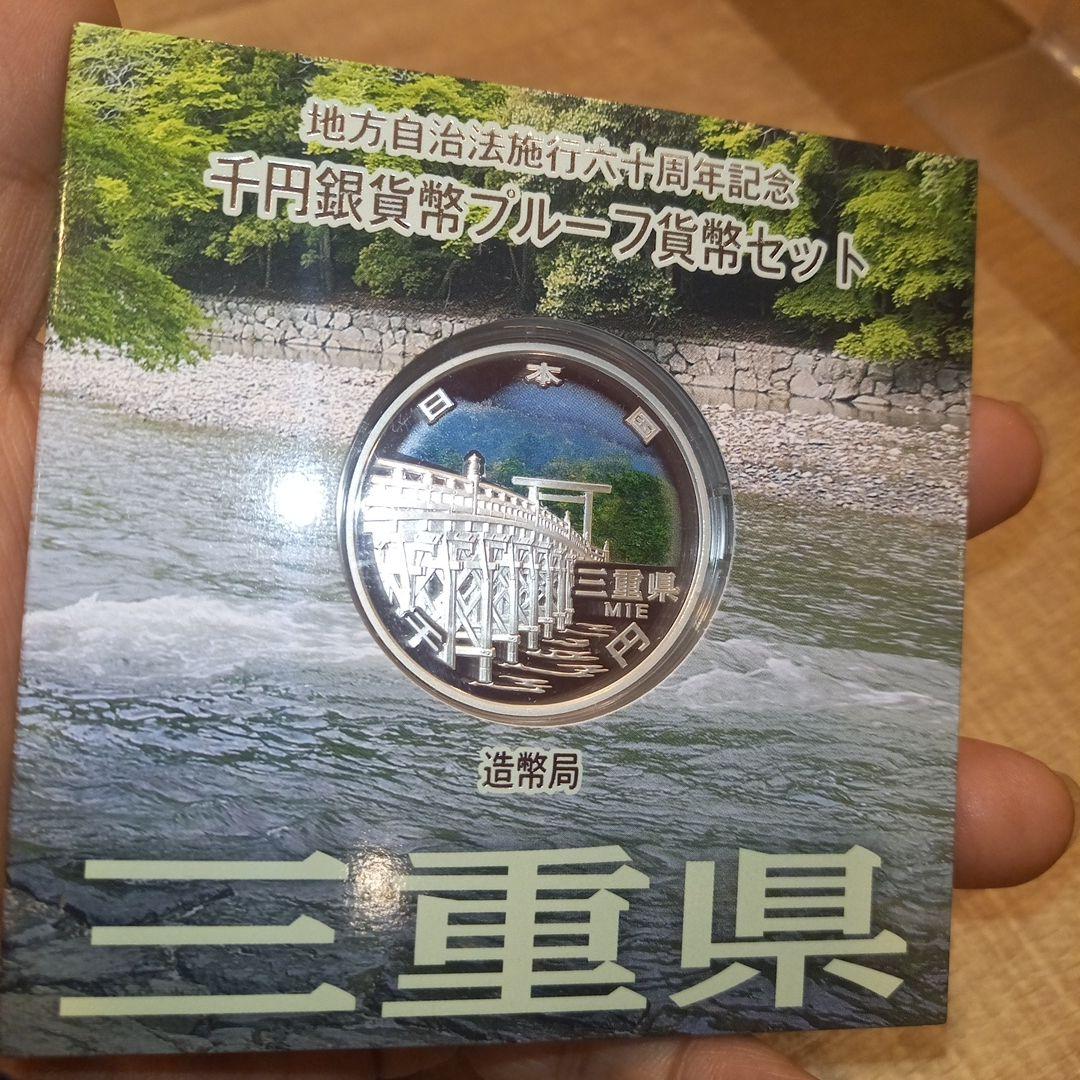 地方自治法施行六十周年記念
千円銀貨幣プルーフ貨幣セット
日本国
三重県
MIE
千円
造幣局
三重県